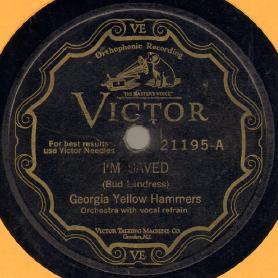 VE
Orthophonic Recording
"HIS MASTER'S VOICE"
VICTOR
For best results
use Victor Needles
21195-A
I'M SAVED
(Bud Landress)
Georgia Yellow Hammers
Orchestra with vocal refrain
VICTOR TALKING MACHINE CO.
Camden, N.J.
VE